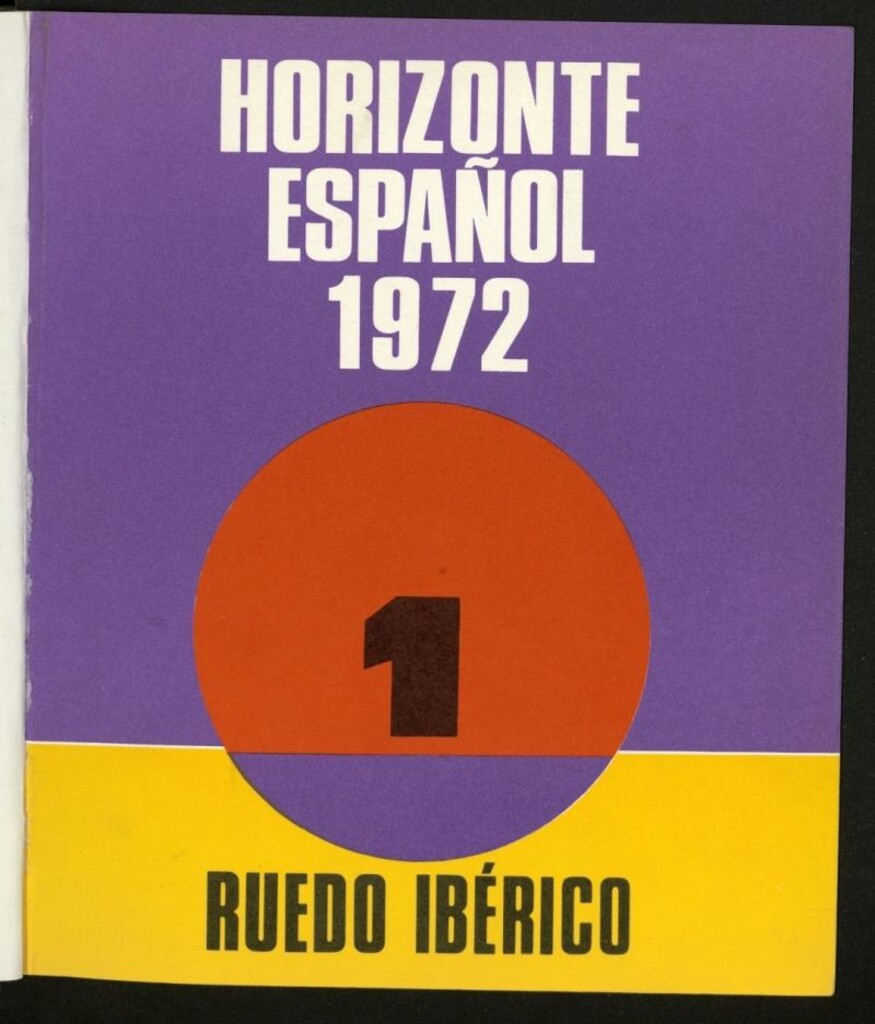 HORIZONTE
ESPAÑOL
1972
1
RUEDO IBÉRICO